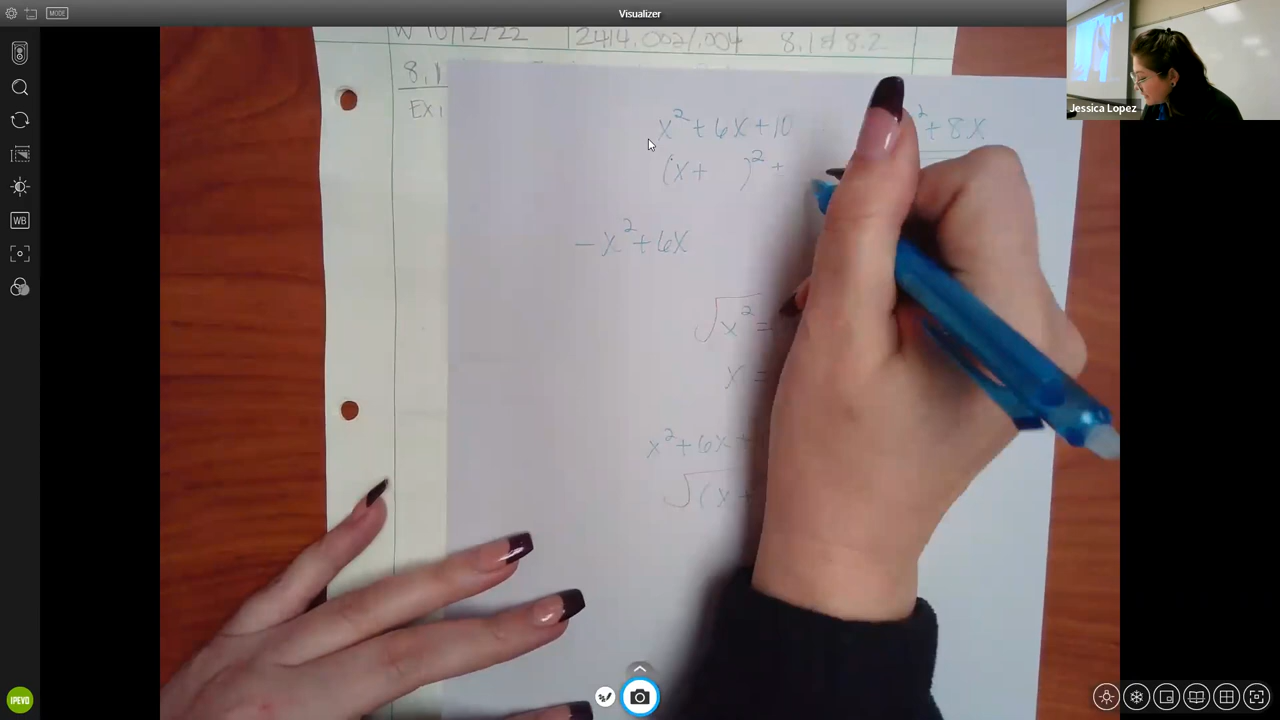 MODE
Visualizer
Jessica Lopez
W 10/12/22
2414.002/.004
8.1 & 8.2
8.1
Ex:
x² + 6x + 10
² + 8x
(x + )² +
WB
- x² + 6x
√x² =
x =
x² + 6x +
√(x +
IPEVO